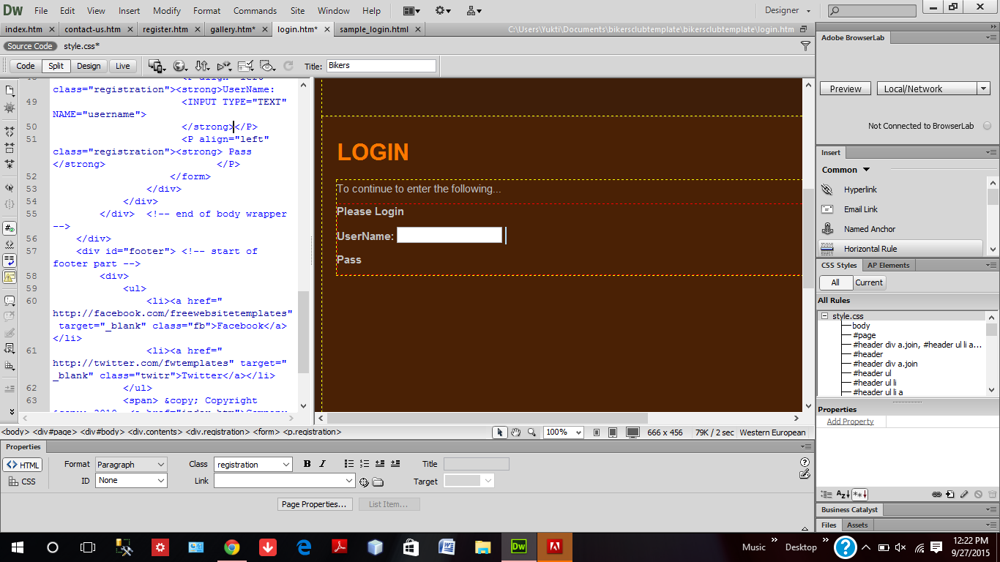 Dw File Edit View Insert Modify Format Commands Site Window Help Designer
index.htm contact-us.htm register.htm gallery.htm* login.htm* sample_login.html C:\Users\Yukti\Documents\bikersclubtemplate\bikersclubtemplate\login.htm
Source Code style.css*
Code Split Design Live Title: Bikers
class="registration"><strong>UserName:
49 <INPUT TYPE="TEXT"
NAME="username">
50 </strong></P>
51 <P align="left"
class="registration"><strong> Pass
</strong> </P>
52 </form>
53 </div>
54 </div>
55 </div> <!-- end of body wrapper
-->
56 </div>
57 <div id="footer"> <!-- start of
footer part -->
58 <div>
59 <ul>
60 <li><a href="
http://facebook.com/freewebsitetemplates"
target="_blank" class="fb">Facebook</a>
</li>
61 <li><a href="
http://twitter.com/fwtemplates" target="
_blank" class="twitr">Twitter</a></li>
62 </ul>
63 <span> &copy; Copyright
LOGIN
To continue to enter the following...
Please Login
UserName:
Pass
<body> <div#page> <div#body> <div.contents> <div.registration> <form> <p.registration> 100% 666 x 456 79K / 2 sec Western European
Adobe BrowserLab
Preview Local/Network
Not Connected to BrowserLab
Insert
Common
Hyperlink
Email Link
Named Anchor
Horizontal Rule
CSS Styles AP Elements
All Current
All Rules
style.css
body
#page
#header div a.join, #header ul li a...
#header
#header div a.join
#header ul
#header ul li
#header ul li a
Properties
Add Property
Business Catalyst
Files Assets
Properties
HTML Format Paragraph Class registration B I Title
CSS ID None Link Target
Page Properties... List Item...
Music Desktop 12:22 PM
9/27/2015